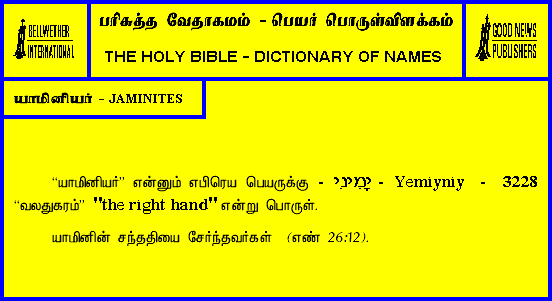 BELLWETHER
INTERNATIONAL
பரிசுத்த வேதாகமம் - பெயர் பொருள்விளக்கம்
THE HOLY BIBLE - DICTIONARY OF NAMES
GOOD NEWS
PUBLISHERS
யாமினியர் - JAMINITES
“யாமினியர்” என்னும் எபிரெய பெயருக்கு - יָמִינִי - Yemiyniy - 3228
“வலதுகரம்” "the right hand" என்று பொருள்.
யாமினின் சந்ததியை சேர்ந்தவர்கள் (எண் 26:12).